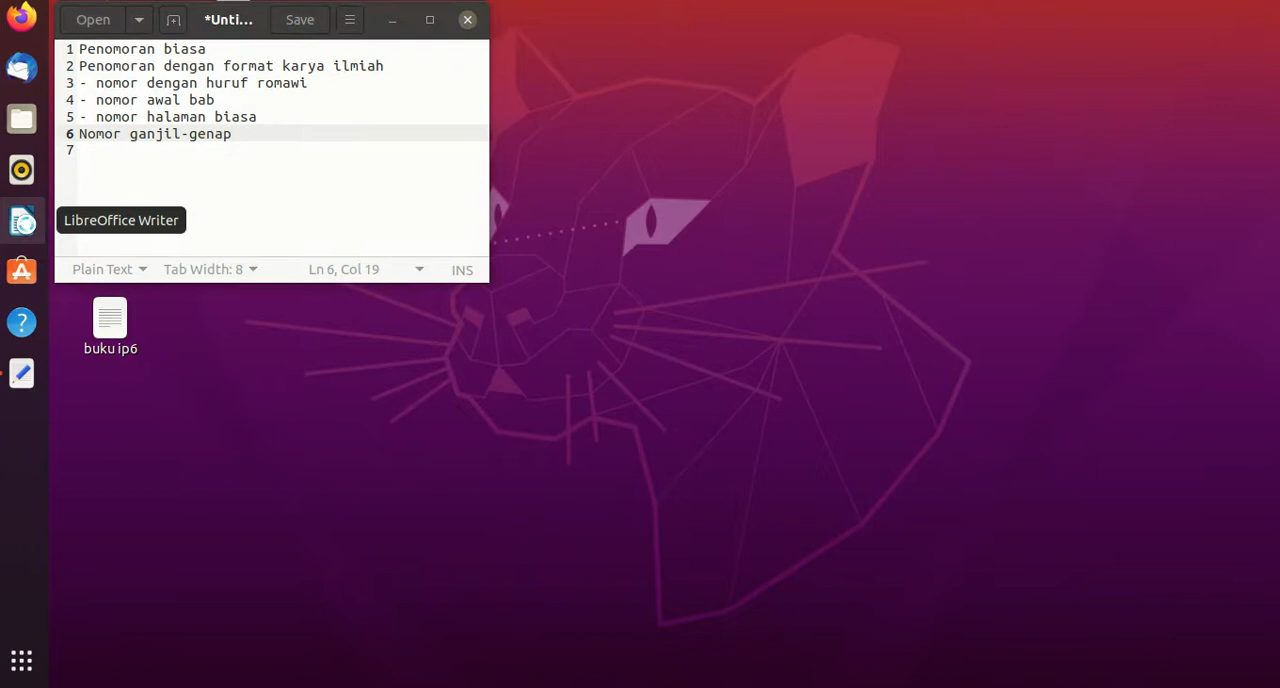 Open
*Unti...
Save
1 Penomoran biasa
2 Penomoran dengan format karya ilmiah
3 - nomor dengan huruf romawi
4 - nomor awal bab
5 - nomor halaman biasa
6 Nomor ganjil-genap
7
LibreOffice Writer
Plain Text
Tab Width: 8
Ln 6, Col 19
INS
buku ip6